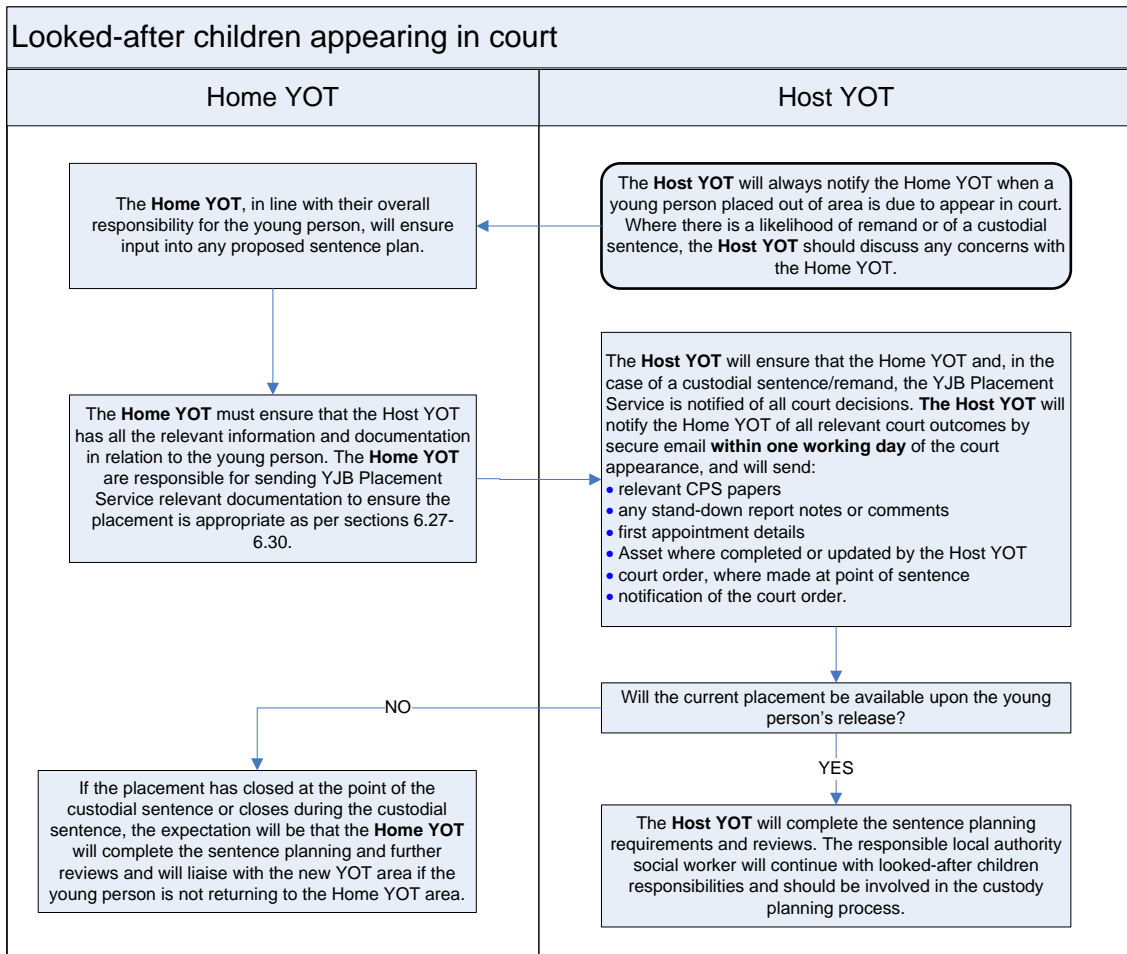 Looked-after children appearing in court
Home YOT
Host YOT
The Host YOT will always notify the Home YOT when a
young person placed out of area is due to appear in court.
Where there is a likelihood of remand or of a custodial
sentence, the Host YOT should discuss any concerns with
the Home YOT.
The Home YOT, in line with their overall
responsibility for the young person, will ensure
input into any proposed sentence plan.
The Home YOT must ensure that the Host YOT
has all the relevant information and documentation
in relation to the young person. The Home YOT
are responsible for sending YJB Placement
Service relevant documentation to ensure the
placement is appropriate as per sections 6.27-
6.30.
The Host YOT will ensure that the Home YOT and, in the
case of a custodial sentence/remand, the YJB Placement
Service is notified of all court decisions. The Host YOT will
notify the Home YOT of all relevant court outcomes by
secure email within one working day of the court
appearance, and will send:
• relevant CPS papers
• any stand-down report notes or comments
• first appointment details
• Asset where completed or updated by the Host YOT
• court order, where made at point of sentence
• notification of the court order.
Will the current placement be available upon the young
person's release?
NO
YES
If the placement has closed at the point of the
custodial sentence or closes during the custodial
sentence, the expectation will be that the Home YOT
will complete the sentence planning and further
reviews and will liaise with the new YOT area if the
young person is not returning to the Home YOT area.
The Host YOT will complete the sentence planning
requirements and reviews. The responsible local authority
social worker will continue with looked-after children
responsibilities and should be involved in the custody
planning process.